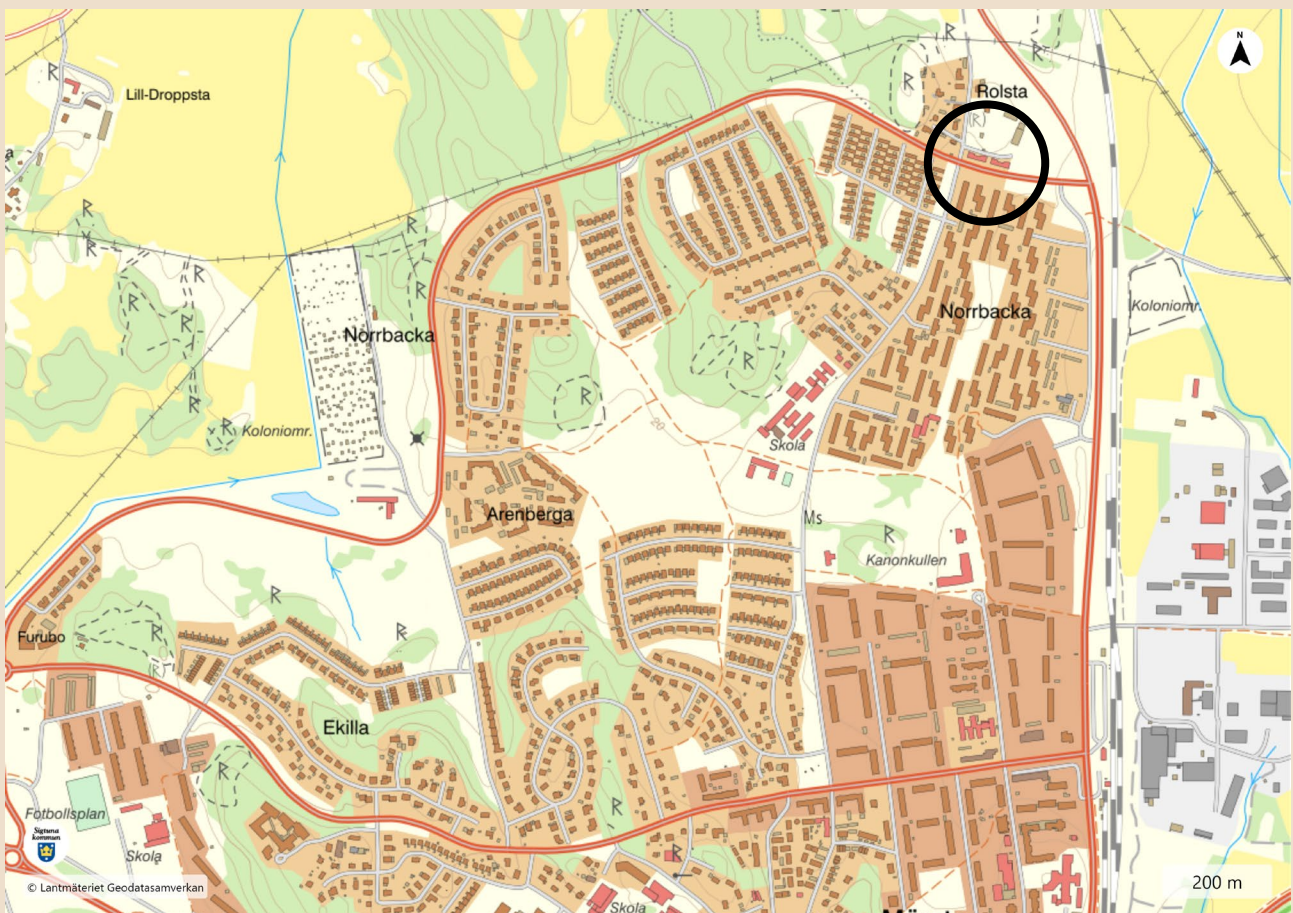 N
Lill-Droppsta
Rolsta
(R)
R
R
R
R
R
a
R
R
R
R
Koloniomr.
R
R
R
Norrbacka
Norrbacka
R
R
R
R
Koloniomr.
20
Skola
Arenberga
Ms
R
Kanonkullen
R
R
R
Furubo
(R)
Ekilla
R
Fotbollsplan
R
Sigtuna
kommun
Skola
R
© Lantmäteriet Geodatasamverkan
Skola
200 m